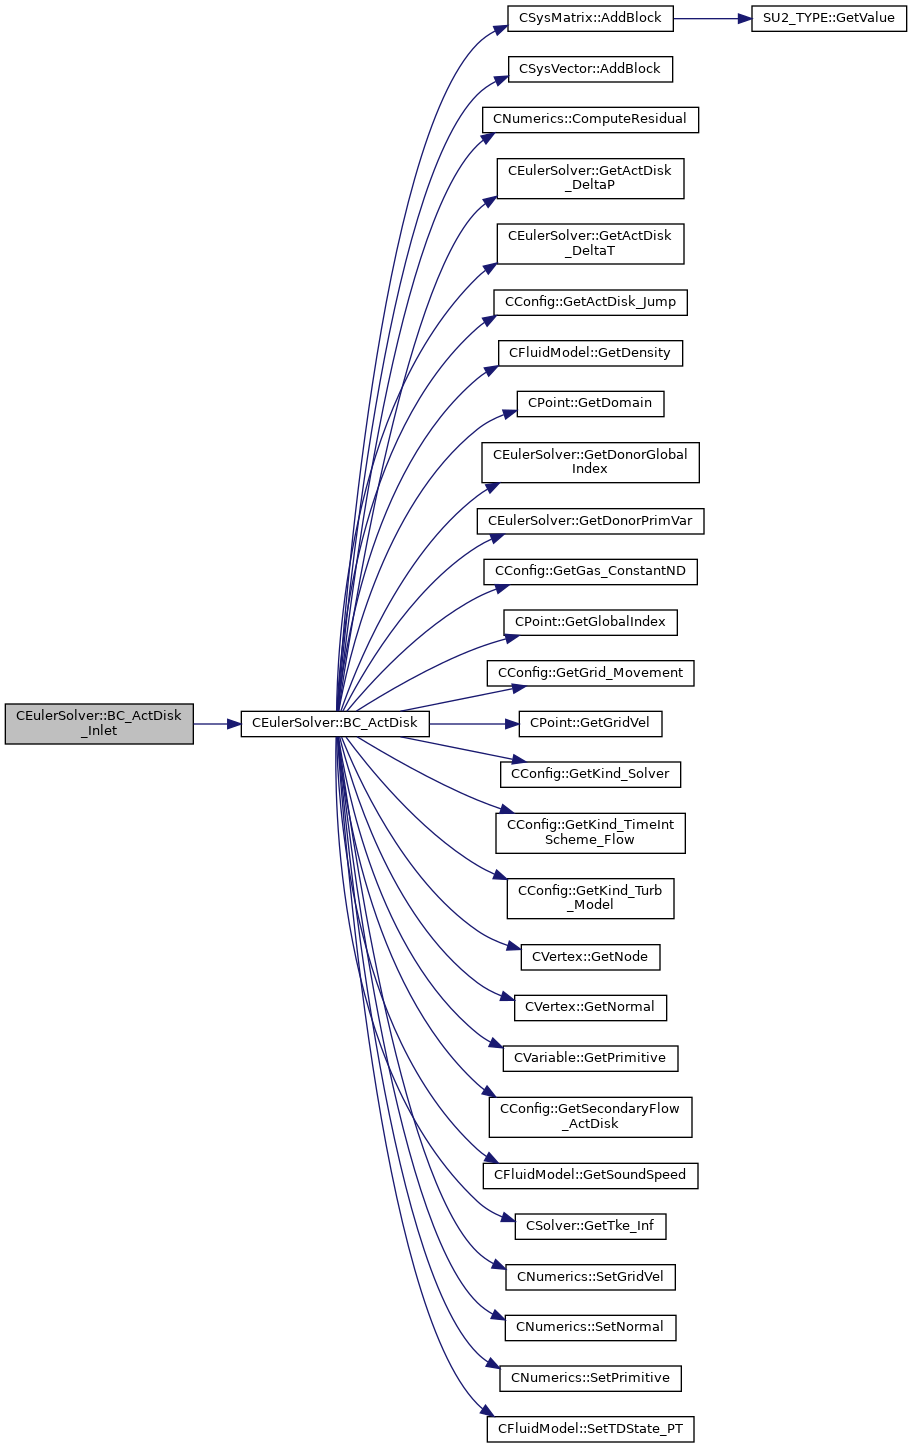 CSysMatrix::AddBlock
SU2_TYPE::GetValue
CSysVector::AddBlock
CNumerics::ComputeResidual
CEulerSolver::GetActDisk
_DeltaP
CEulerSolver::GetActDisk
_DeltaT
CConfig::GetActDisk_Jump
CFluidModel::GetDensity
CPoint::GetDomain
CEulerSolver::GetDonorGlobal
Index
CEulerSolver::GetDonorPrimVar
CConfig::GetGas_ConstantND
CPoint::GetGlobalIndex
CConfig::GetGrid_Movement
CEulerSolver::BC_ActDisk
_Inlet
CEulerSolver::BC_ActDisk
CPoint::GetGridVel
CConfig::GetKind_Solver
CConfig::GetKind_TimeInt
Scheme_Flow
CConfig::GetKind_Turb
_Model
CVertex::GetNode
CVertex::GetNormal
CVariable::GetPrimitive
CConfig::GetSecondaryFlow
_ActDisk
CFluidModel::GetSoundSpeed
CSolver::GetTke_Inf
CNumerics::SetGridVel
CNumerics::SetNormal
CNumerics::SetPrimitive
CFluidModel::SetTDState_PT